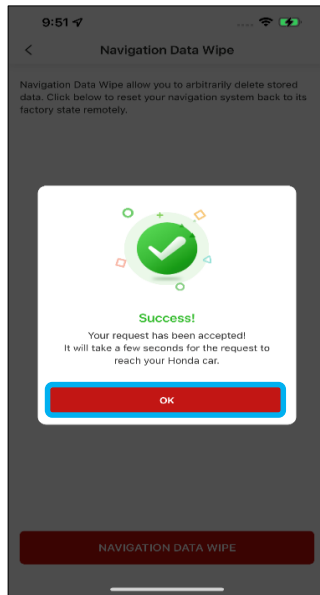 9:51
Navigation Data Wipe
Navigation Data Wipe allow you to arbitrarily delete stored
data. Click below to reset your navigation system back to its
factory state remotely.
Success!
Your request has been accepted!
It will take a few seconds for the request to
reach your Honda car.
OK
NAVIGATION DATA WIPE